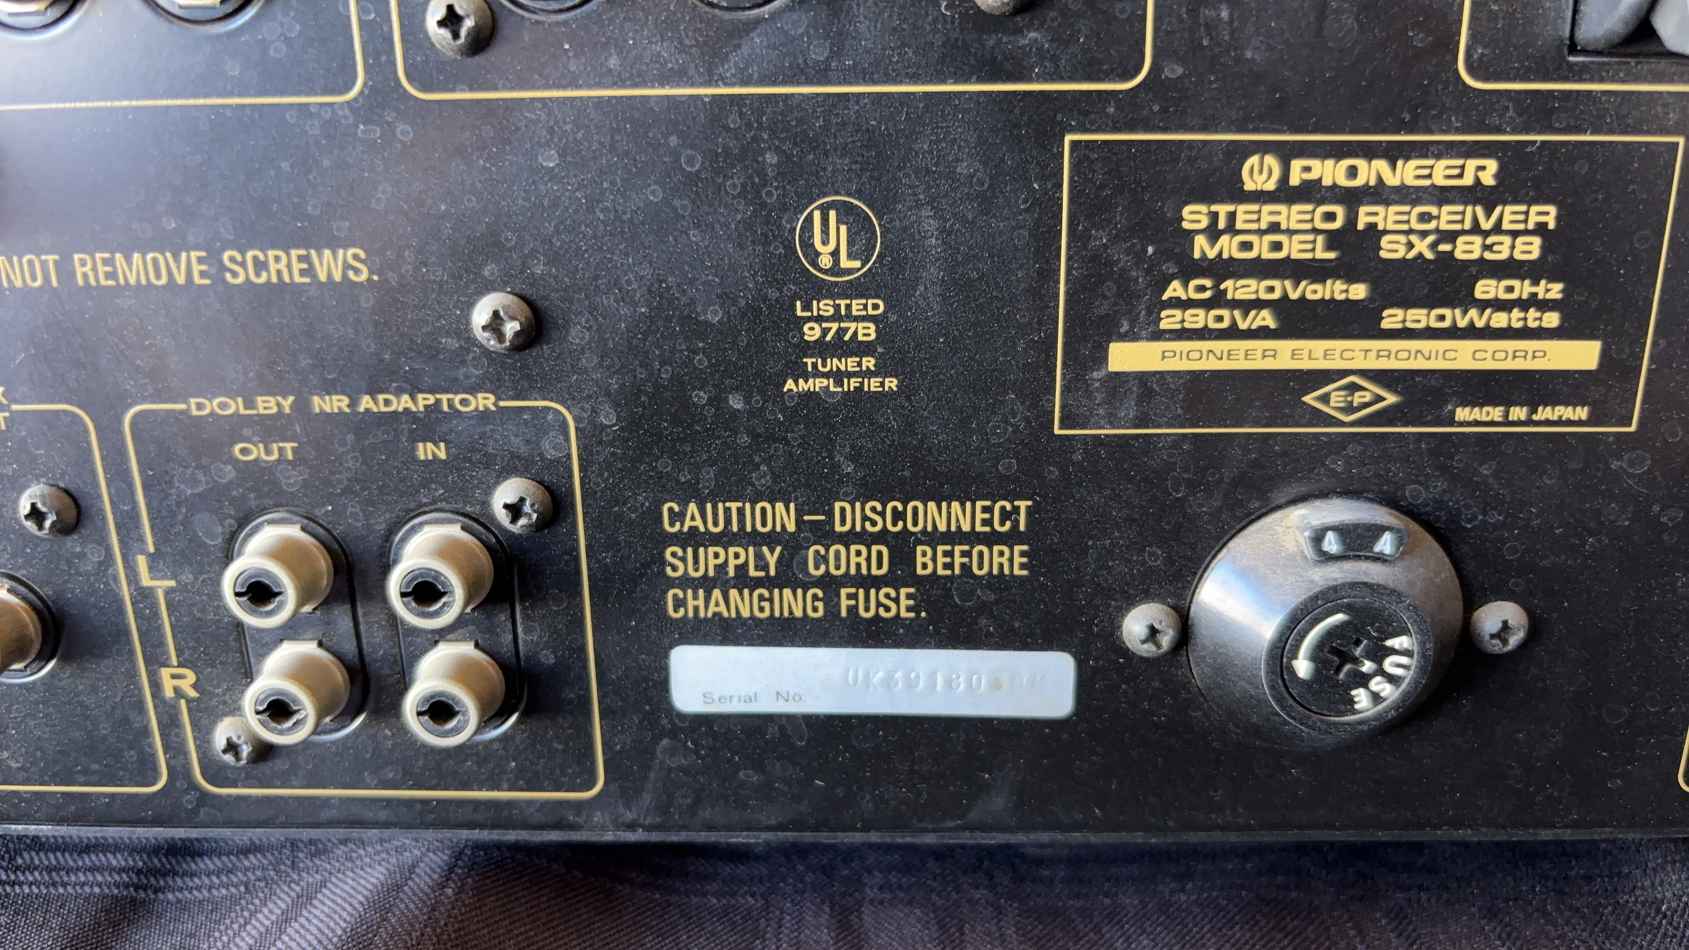 NOT REMOVE SCREWS.
UL
®
LISTED
977B
TUNER
AMPLIFIER
PIONEER
STEREO RECEIVER
MODEL SX-838
AC 120Volts 60Hz
290VA 250Watts
PIONEER ELECTRONIC CORP.
E-P
MADE IN JAPAN
DOLBY NR ADAPTOR
OUT IN
L
R
CAUTION – DISCONNECT
SUPPLY CORD BEFORE
CHANGING FUSE.
Serial No.
4 A
FUSE